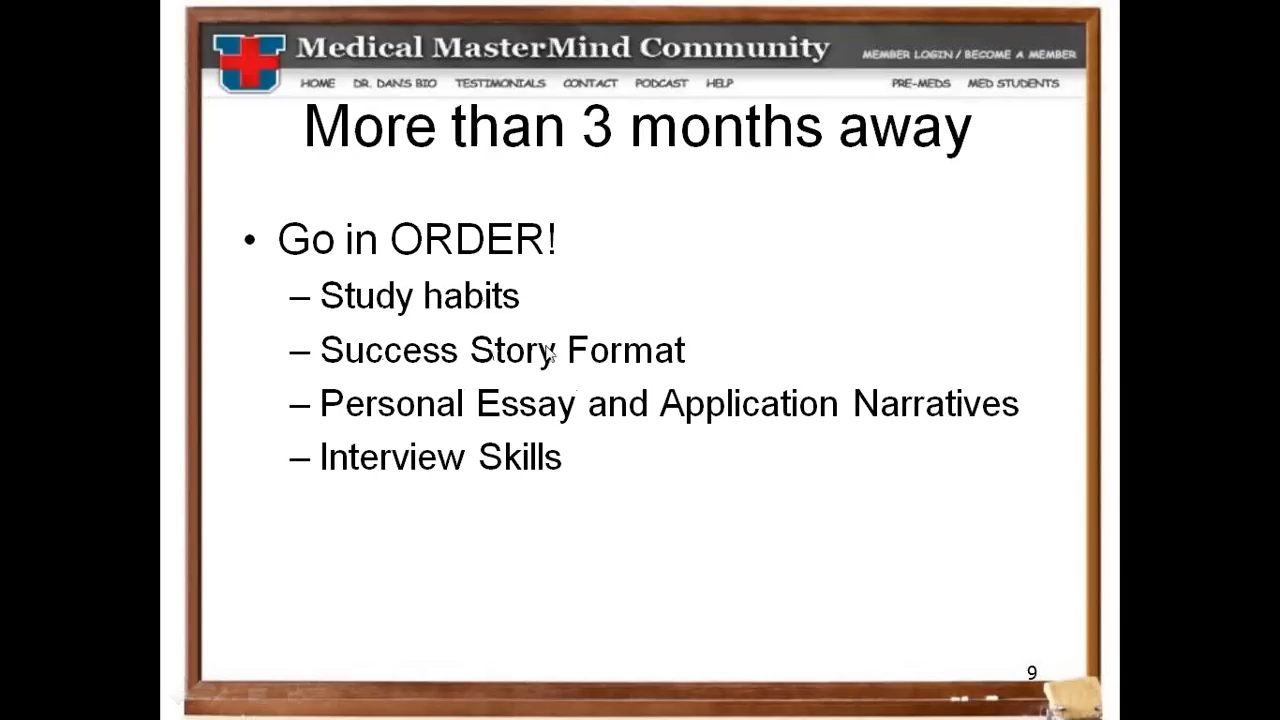 Medical MasterMind Community
MEMBER LOGIN / BECOME A MEMBER
HOME DR. DAN'S BIO TESTIMONIALS CONTACT PODCAST HELP PRE-MEDS MED STUDENTS
More than 3 months away
• Go in ORDER!
– Study habits
– Success Story Format
– Personal Essay and Application Narratives
– Interview Skills
9